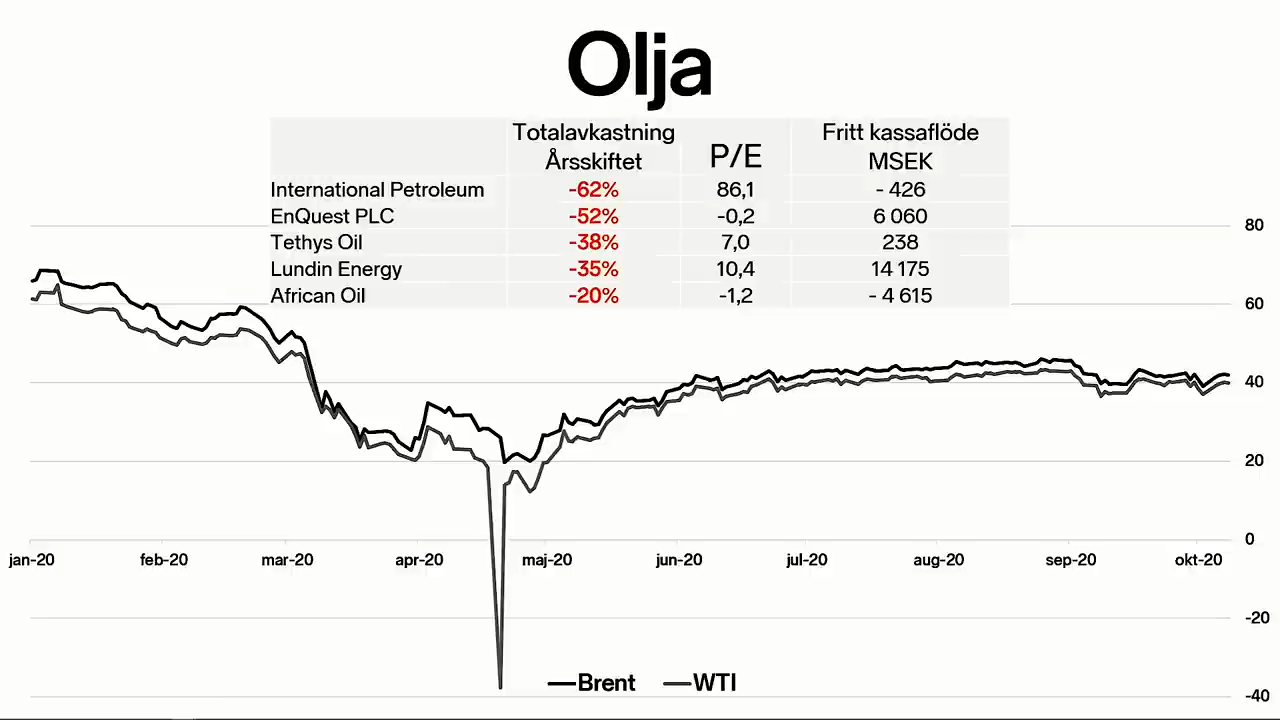 Olja
Totalavkastning
Årsskiftet
P/E
Fritt kassaflöde
MSEK
International Petroleum -62% 86,1 - 426
EnQuest PLC -52% -0,2 6 060
Tethys Oil -38% 7,0 238
Lundin Energy -35% 10,4 14 175
African Oil -20% -1,2 - 4 615
80
60
40
20
0
jan-20 feb-20 mar-20 apr-20 maj-20 jun-20 jul-20 aug-20 sep-20 okt-20
-20
Brent WTI
-40